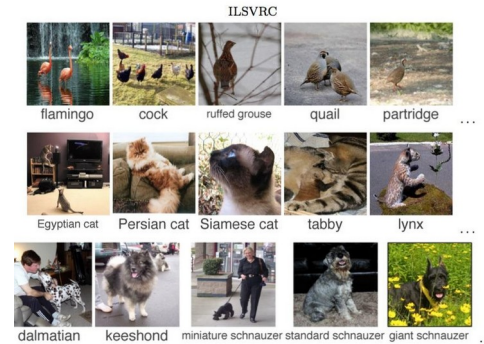 ILSVRC
flamingo cock ruffed grouse quail partridge ...
Egyptian cat Persian cat Siamese cat tabby lynx ...
dalmatian keeshond miniature schnauzer standard schnauzer giant schnauzer .